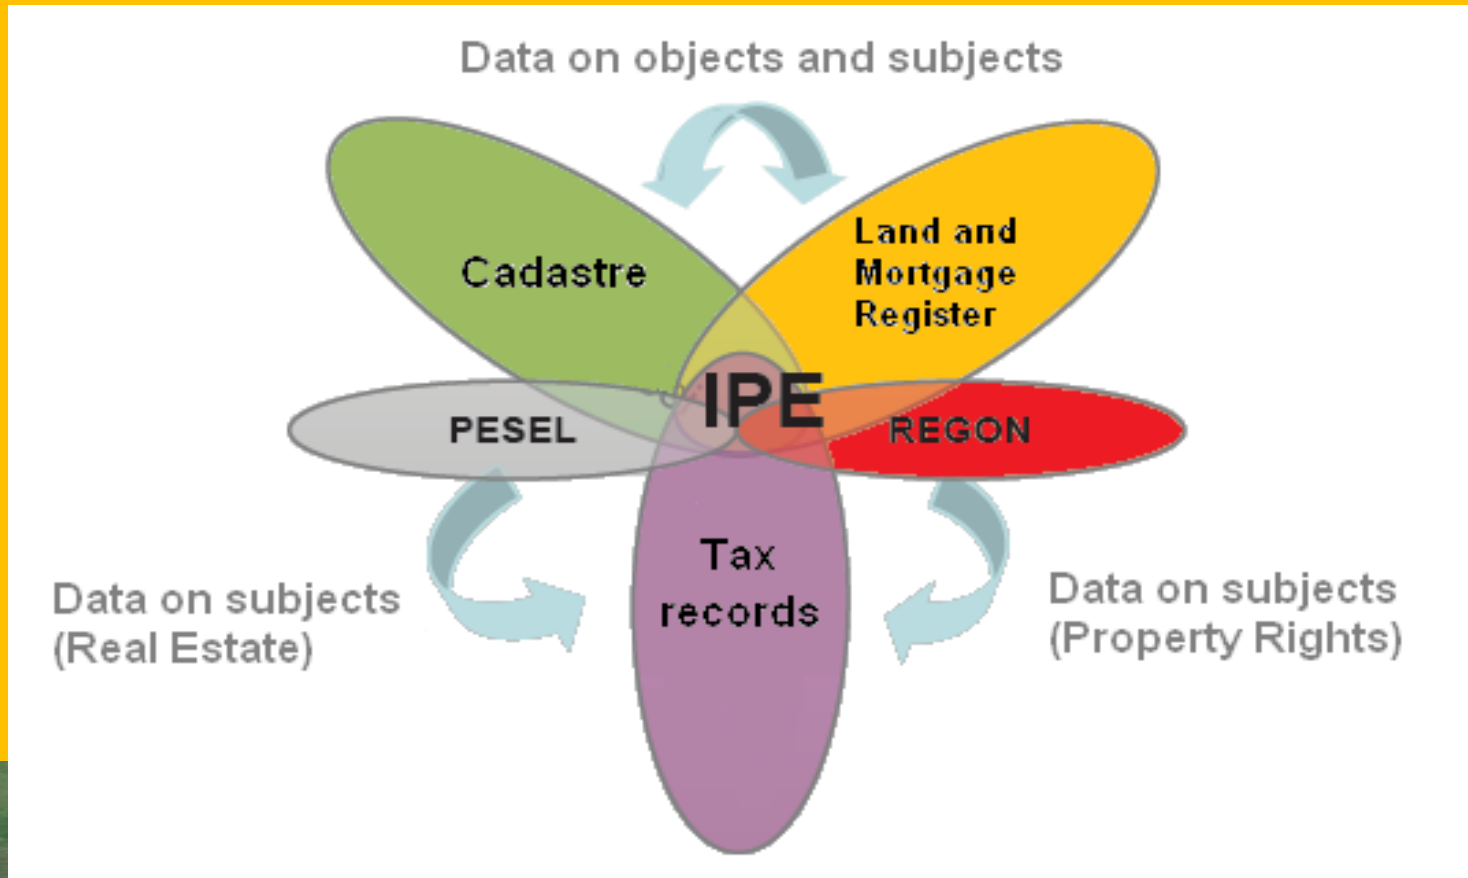 Data on objects and subjects
Cadastre
Land and
Mortgage
Register
IPE
PESEL
REGON
Tax
records
Data on subjects
(Real Estate)
Data on subjects
(Property Rights)